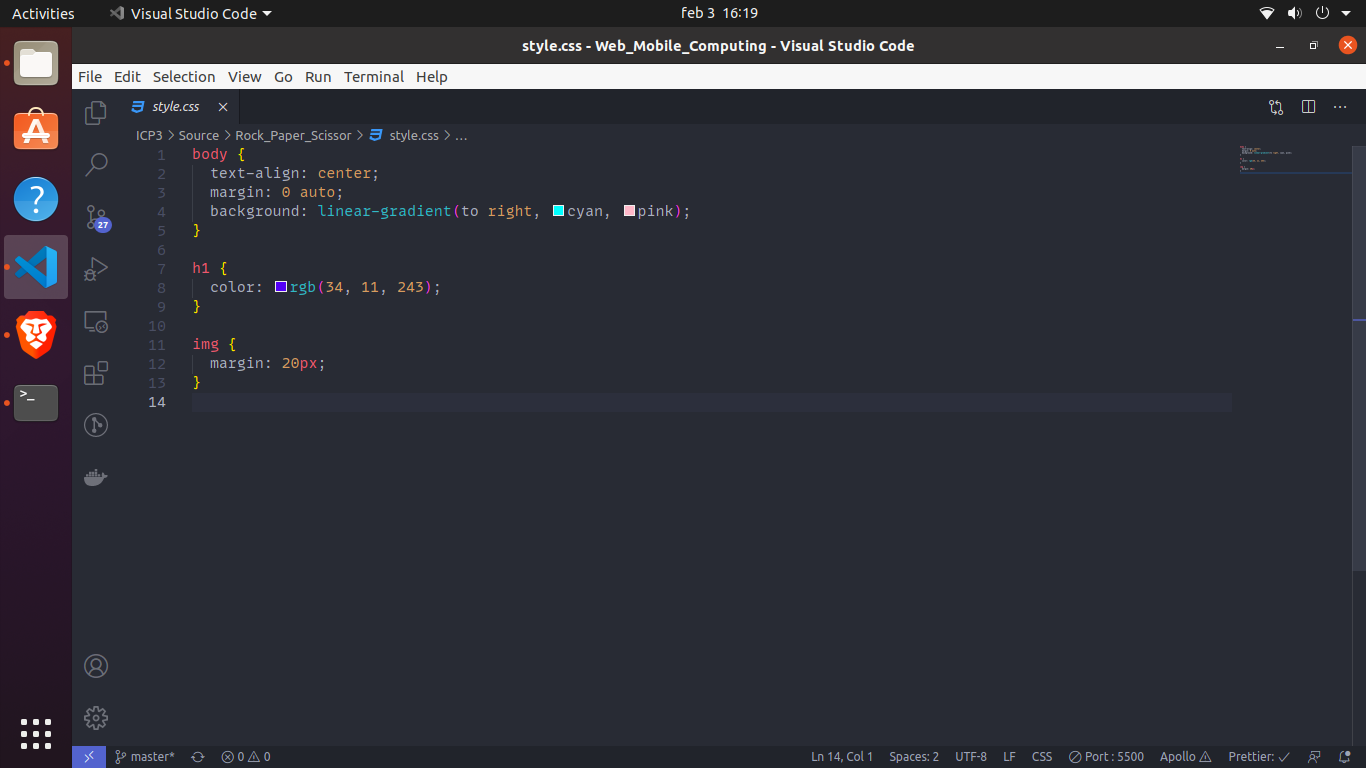 Activities Visual Studio Code feb 3 16:19
style.css - Web_Mobile_Computing - Visual Studio Code
File Edit Selection View Go Run Terminal Help
style.css
ICP3 > Source > Rock_Paper_Scissor > style.css > ...
1 body {
2 text-align: center;
3 margin: 0 auto;
4 background: linear-gradient(to right, cyan, pink);
5 }
6
7 h1 {
8 color: rgb(34, 11, 243);
9 }
10
11 img {
12 margin: 20px;
13 }
14
27
master* 0 0 Ln 14, Col 1 Spaces: 2 UTF-8 LF CSS Port : 5500 Apollo Prettier: